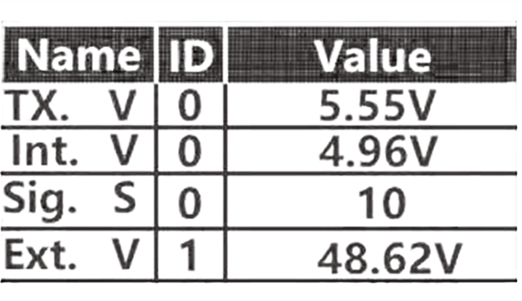 Name ID Value
TX. V 0 5.55V
Int. V 0 4.96V
Sig. S 0 10
Ext. V 1 48.62V